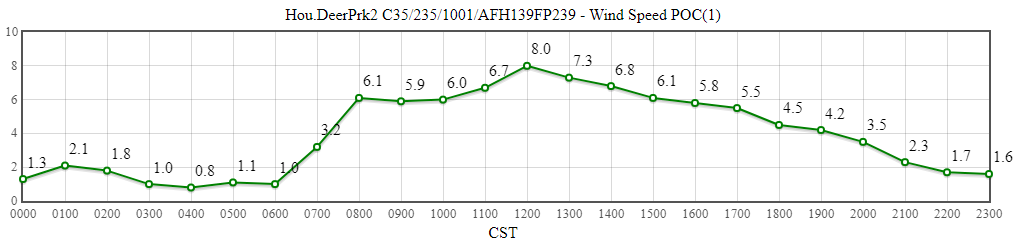 Hou.DeerPrk2 C35/235/1001/AFH139FP239 - Wind Speed POC(1)
10
8
6
4
2
0
1.3 2.1 1.8 1.0 0.8 1.1 1.0 3.2 6.1 5.9 6.0 6.7 8.0 7.3 6.8 6.1 5.8 5.5 4.5 4.2 3.5 2.3 1.7 1.6
0000 0100 0200 0300 0400 0500 0600 0700 0800 0900 1000 1100 1200 1300 1400 1500 1600 1700 1800 1900 2000 2100 2200 2300
CST